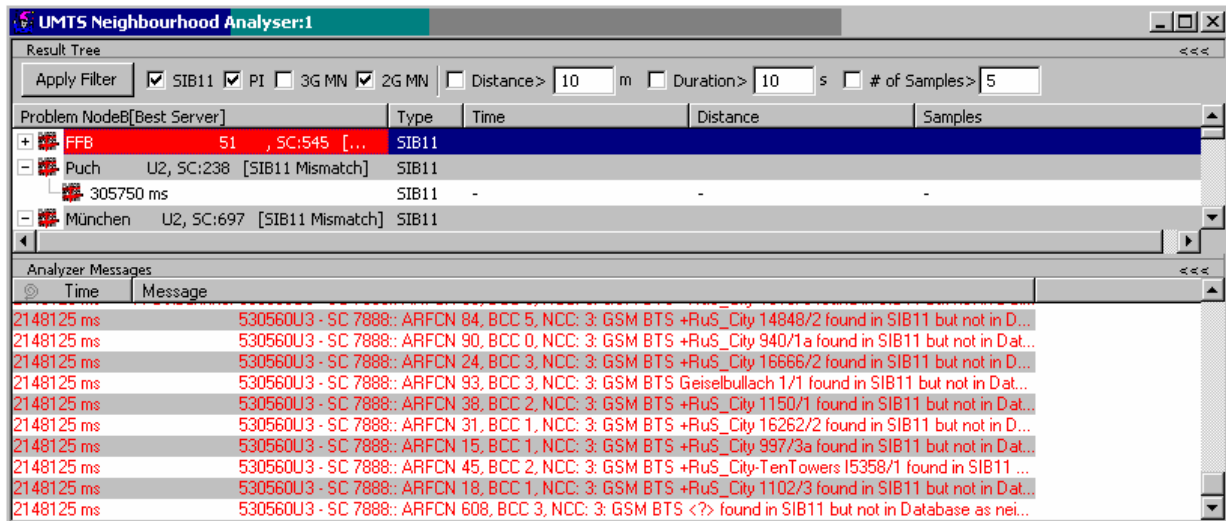 UMTS Neighbourhood Analyser:1
Result Tree <<<
Apply Filter SIB11 PI 3G MN 2G MN Distance> 10 m Duration> 10 s # of Samples> 5
Problem NodeB[Best Server] Type Time Distance Samples
FFB 51 , SC:545 [... SIB11
Puch U2, SC:238 [SIB11 Mismatch] SIB11
305750 ms SIB11 - - -
München U2, SC:697 [SIB11 Mismatch] SIB11
Analyzer Messages <<<
Time Message
2148125 ms 530560U3 - SC 7888:: ARFCN 84, BCC 5, NCC: 3: GSM BTS +RuS_City 14848/2 found in SIB11 but not in D...
2148125 ms 530560U3 - SC 7888:: ARFCN 90, BCC 0, NCC: 3: GSM BTS +RuS_City 940/1a found in SIB11 but not in Dat...
2148125 ms 530560U3 - SC 7888:: ARFCN 24, BCC 3, NCC: 3: GSM BTS +RuS_City 16666/2 found in SIB11 but not in D...
2148125 ms 530560U3 - SC 7888:: ARFCN 93, BCC 3, NCC: 3: GSM BTS Geiselbullach 1/1 found in SIB11 but not in Dat...
2148125 ms 530560U3 - SC 7888:: ARFCN 38, BCC 2, NCC: 3: GSM BTS +RuS_City 1150/1 found in SIB11 but not in Dat...
2148125 ms 530560U3 - SC 7888:: ARFCN 31, BCC 1, NCC: 3: GSM BTS +RuS_City 16262/2 found in SIB11 but not in D...
2148125 ms 530560U3 - SC 7888:: ARFCN 15, BCC 1, NCC: 3: GSM BTS +RuS_City 997/3a found in SIB11 but not in Dat...
2148125 ms 530560U3 - SC 7888:: ARFCN 45, BCC 2, NCC: 3: GSM BTS +RuS_City-TenTowers I5358/1 found in SIB11 ...
2148125 ms 530560U3 - SC 7888:: ARFCN 18, BCC 1, NCC: 3: GSM BTS +RuS_City 1102/3 found in SIB11 but not in Dat...
2148125 ms 530560U3 - SC 7888:: ARFCN 608, BCC 3, NCC: 3: GSM BTS <?> found in SIB11 but not in Database as nei...